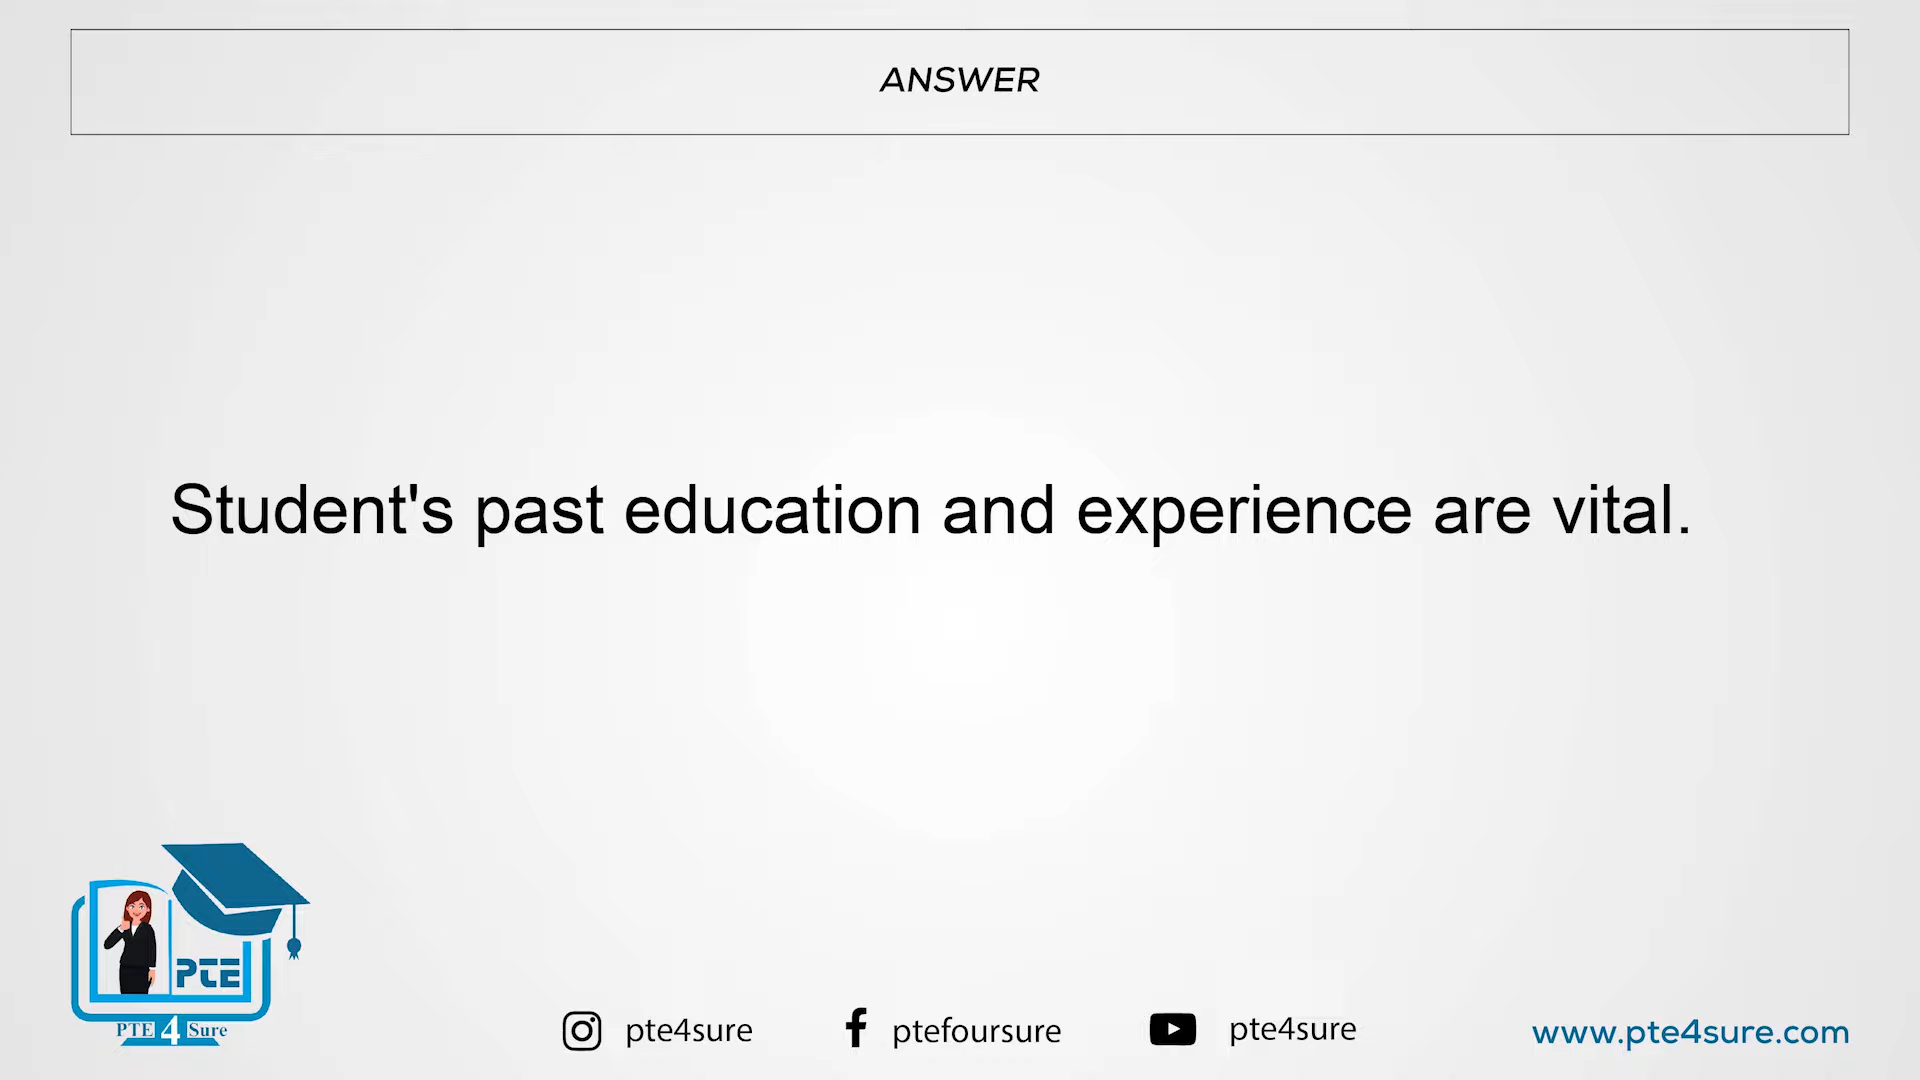 ANSWER
Student's past education and experience are vital.
PTE
PTE 4 Sure
pte4sure
ptefoursure
pte4sure
www.pte4sure.com